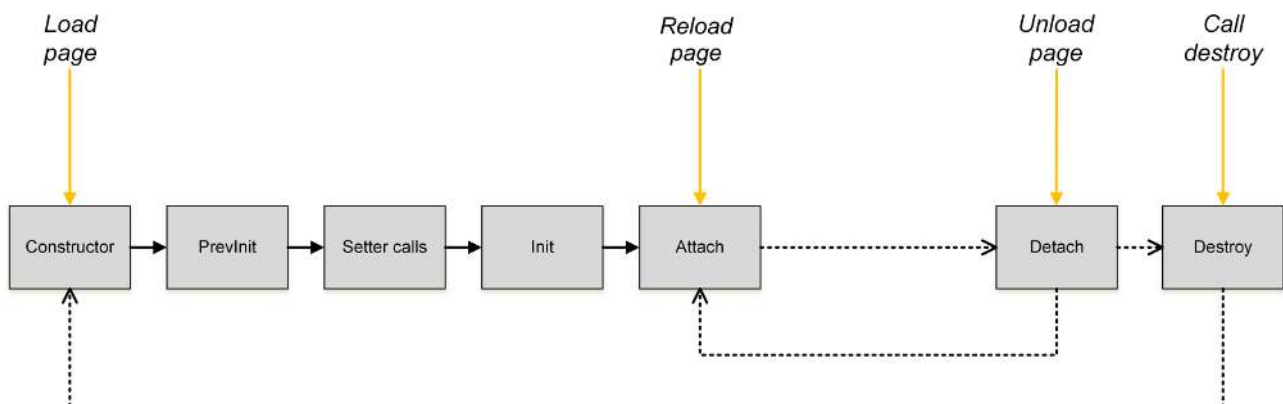 Load
page
Reload
page
Unload
page
Call
destroy
Constructor
PrevInit
Setter calls
Init
Attach
Detach
Destroy